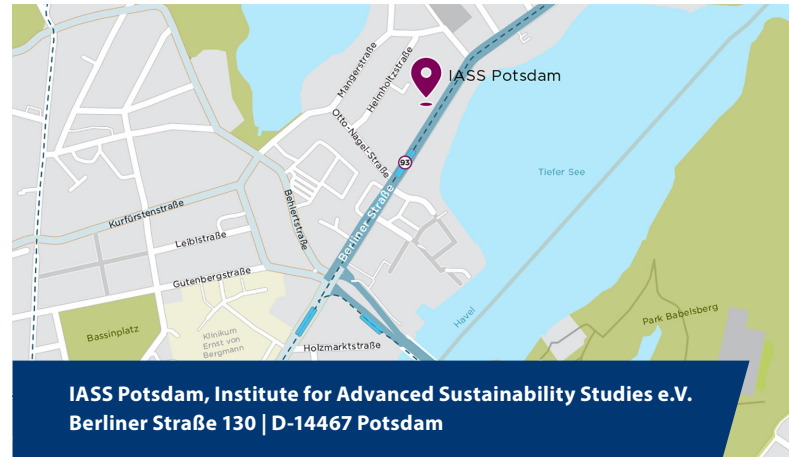 Mangerstraße
Helmholtzstraße
IASS Potsdam
Otto-Nagel-Straße
93
Tiefer See
Berliner Straße
Behlertstraße
Kurfürstenstraße
Leiblstraße
Gutenbergstraße
Havel
Park Babelsberg
Bassinplatz
Klinikum
Ernst von
Bergmann
Holzmarktstraße
IASS Potsdam, Institute for Advanced Sustainability Studies e.V.
Berliner Straße 130 | D-14467 Potsdam